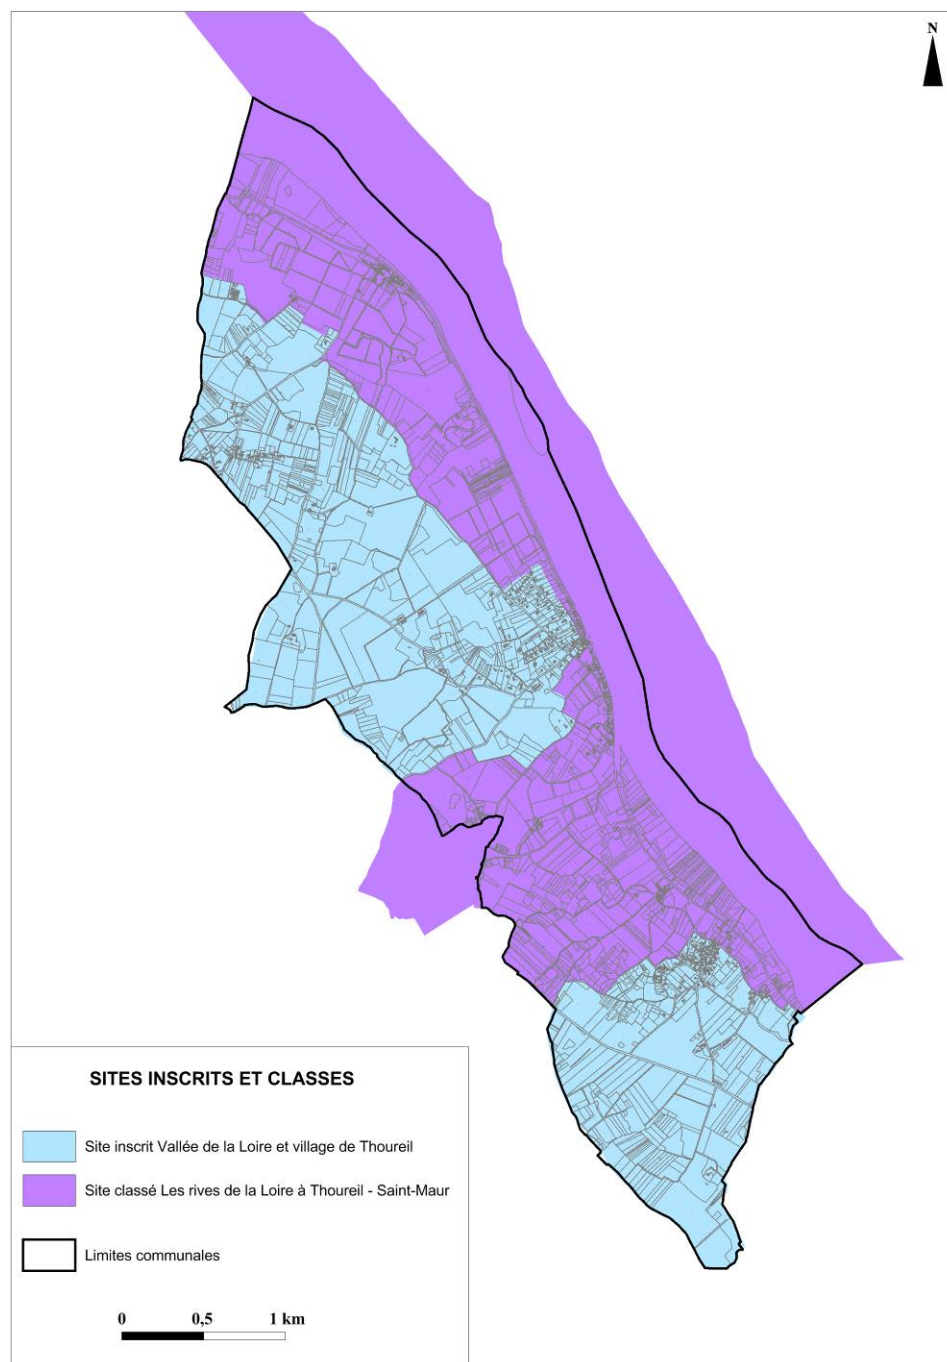 N
SITES INSCRITS ET CLASSES
Site inscrit Vallée de la Loire et village de Thoureil
Site classé Les rives de la Loire à Thoureil - Saint-Maur
Limites communales
0 0,5 1 km